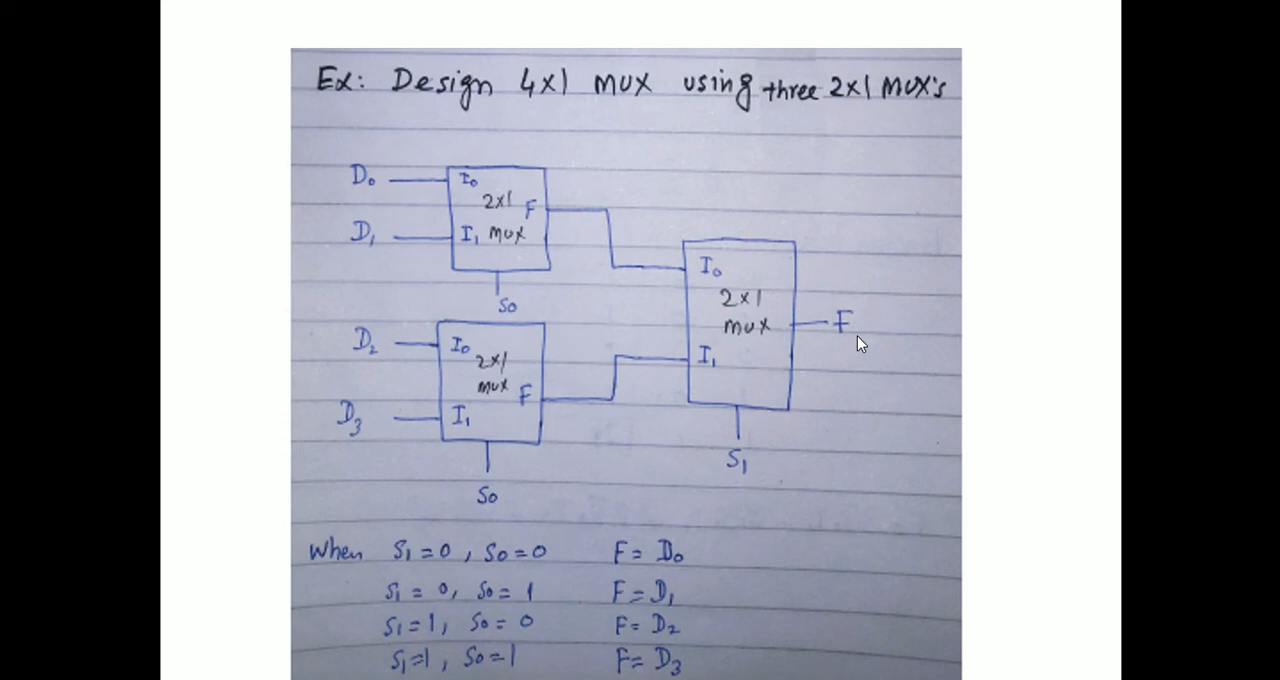 Ex: Design 4x1 mux using three 2x1 mux's
D₀
I₀
2x1
F
D₁
I₁ mux
S₀
I₀
2x1
mux
F
I₁
S₁
D₂
I₀
2x1
mux
F
D₃
I₁
S₀
When S₁=0, S₀=0 F= D₀
S₁ = 0, S₀= 1 F=D₁
S₁=1, S₀= 0 F= D₂
S₁=1, S₀=1 F= D₃